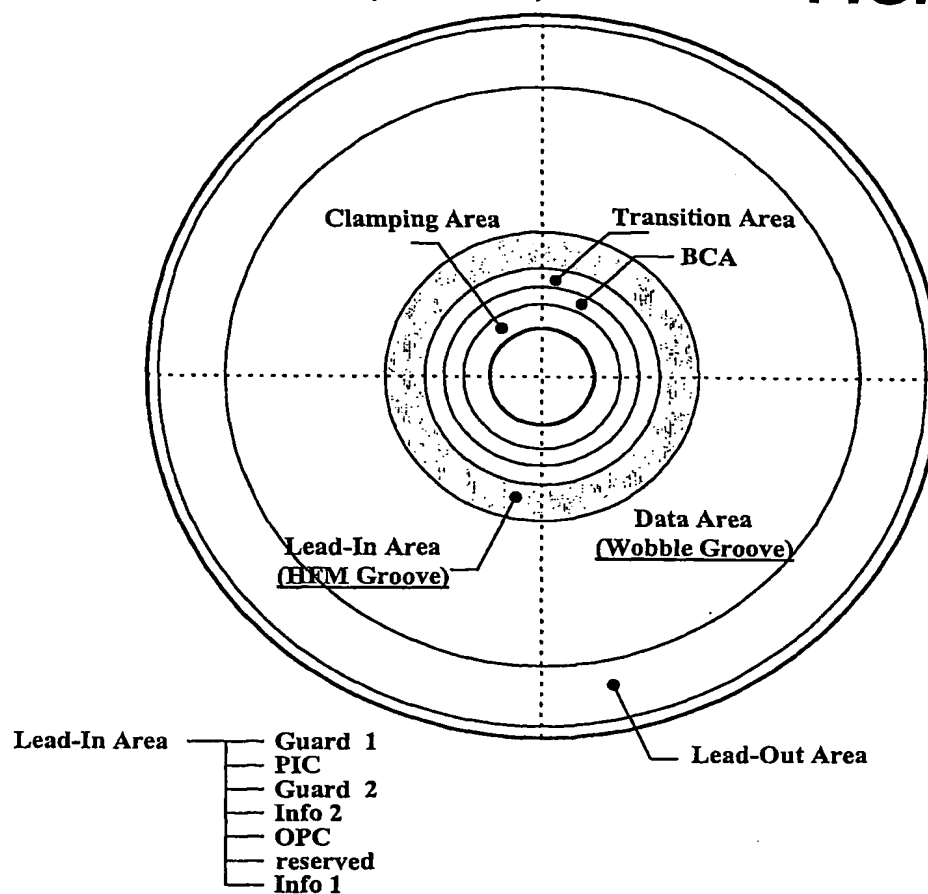 Clamping Area
Transition Area
BCA
Data Area
(Wobble Groove)
Lead-In Area
(HFM Groove)
Lead-Out Area
Lead-In Area
Guard 1
PIC
Guard 2
Info 2
OPC
reserved
Info 1